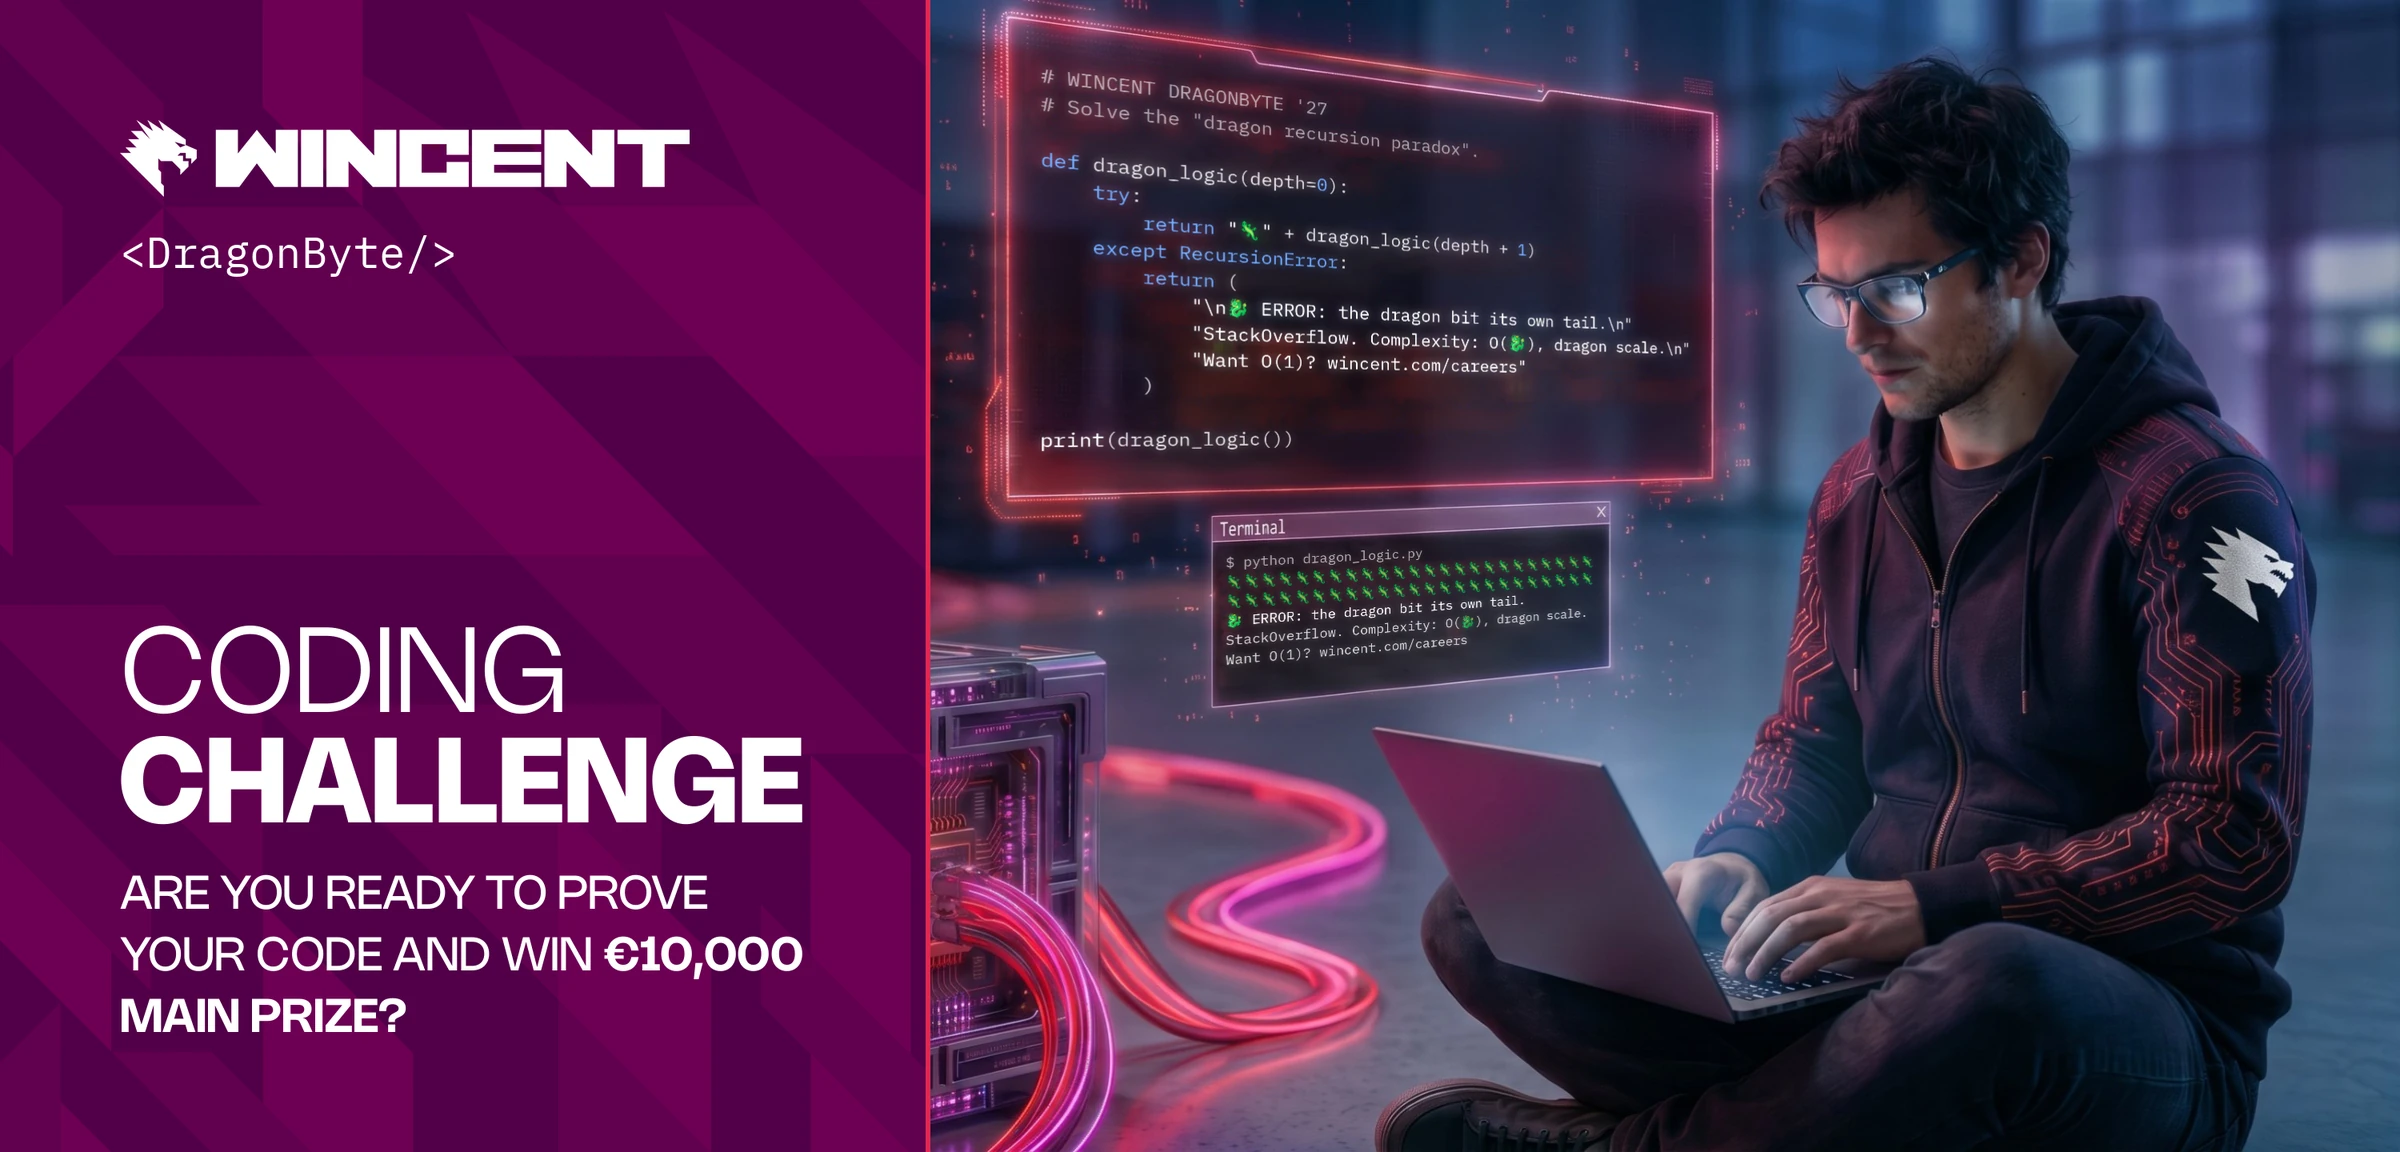 WINCENT
<DragonByte/>
CODING
CHALLENGE
ARE YOU READY TO PROVE
YOUR CODE AND WIN €10,000
MAIN PRIZE?
# WINCENT DRAGONBYTE '27
# Solve the "dragon recursion paradox".
def dragon_logic(depth=0):
    try:
        return "🦎" + dragon_logic(depth + 1)
    except RecursionError:
        return (
            "\n🐉 ERROR: the dragon bit its own tail.\n"
            "StackOverflow. Complexity: O(🐉), dragon scale.\n"
            "Want O(1)? wincent.com/careers"
        )
print(dragon_logic())
Terminal X
$ python dragon_logic.py
🦎🦎🦎🦎🦎🦎🦎🦎🦎🦎🦎🦎🦎🦎🦎🦎🦎🦎🦎🦎🦎🦎🦎
🦎🦎🦎🦎🦎🦎🦎🦎🦎🦎🦎🦎🦎🦎🦎🦎🦎🦎🦎🦎🦎🦎🦎
🐉 ERROR: the dragon bit its own tail.
StackOverflow. Complexity: O(🐉), dragon scale.
Want O(1)? wincent.com/careers